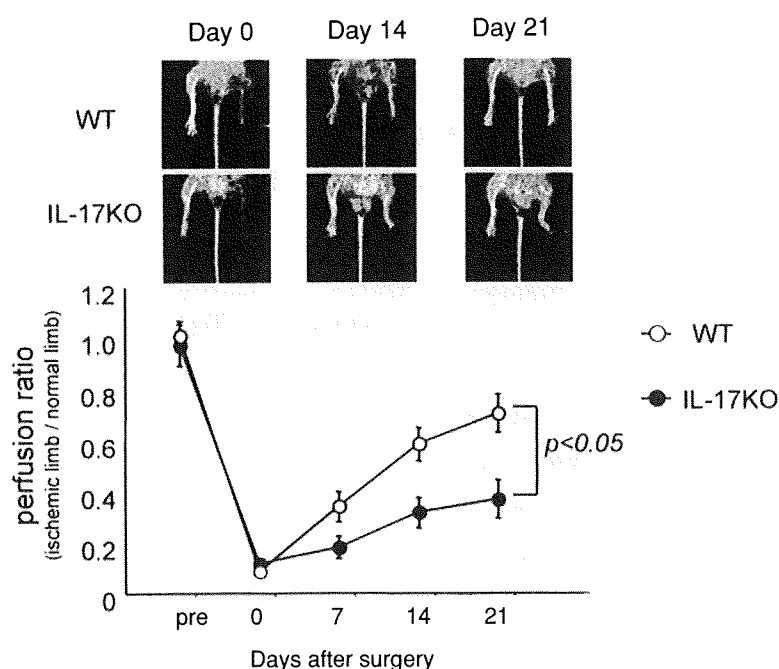 Day 0 Day 14 Day 21
WT
IL-17KO
1.2
1.0
0.8
0.6
0.4
0.2
0
perfusion ratio
(ischemic limb / normal limb)
WT
IL-17KO
p<0.05
pre 0 7 14 21
Days after surgery